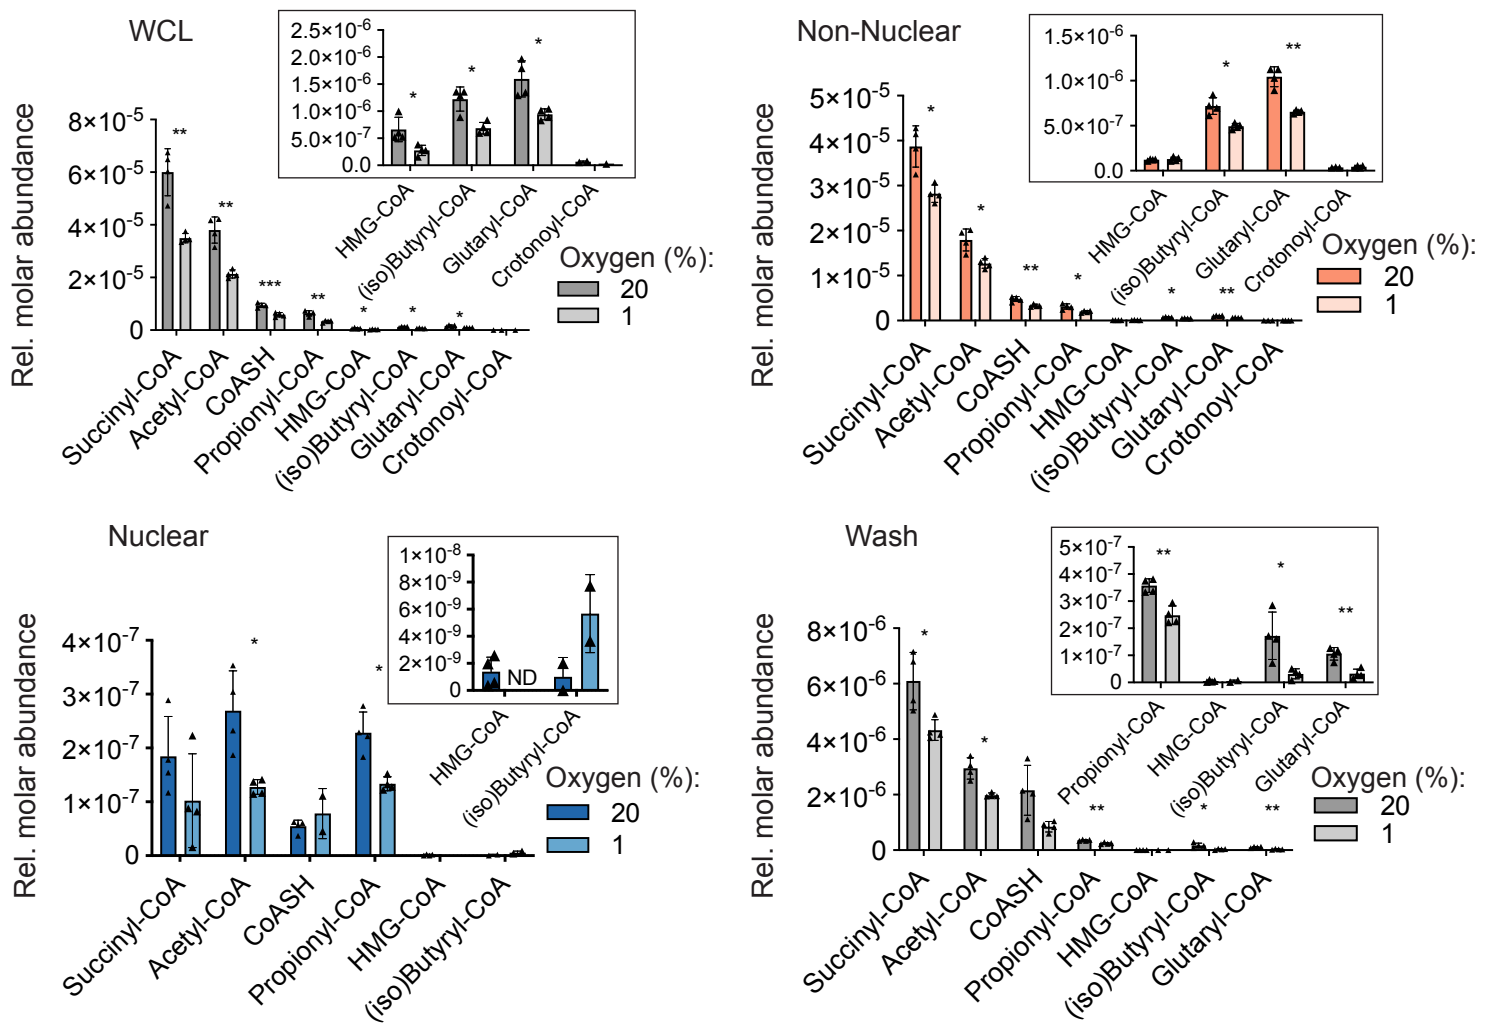 WCL
Rel. molar abundance
8×10-5
6×10-5
4×10-5
2×10-5
0
**
**
***
**
*
*
*
Succinyl-CoA
Acetyl-CoA
CoASH
Propionyl-CoA
HMG-CoA
(iso)Butyryl-CoA
Glutaryl-CoA
Crotonoyl-CoA
2.5×10-6
2.0×10-6
1.5×10-6
1.0×10-6
5.0×10-7
0.0
*
*
*
HMG-CoA
(iso)Butyryl-CoA
Glutaryl-CoA
Crotonoyl-CoA
Oxygen (%):
20
1
Non-Nuclear
Rel. molar abundance
5×10-5
4×10-5
3×10-5
2×10-5
1×10-5
0
*
*
**
*
*
**
Succinyl-CoA
Acetyl-CoA
CoASH
Propionyl-CoA
HMG-CoA
(iso)Butyryl-CoA
Glutaryl-CoA
Crotonoyl-CoA
1.5×10-6
1.0×10-6
5.0×10-7
0.0
*
**
HMG-CoA
(iso)Butyryl-CoA
Glutaryl-CoA
Crotonoyl-CoA
Oxygen (%):
20
1
Nuclear
Rel. molar abundance
4×10-7
3×10-7
2×10-7
1×10-7
0
*
*
Succinyl-CoA
Acetyl-CoA
CoASH
Propionyl-CoA
HMG-CoA
(iso)Butyryl-CoA
1×10-8
8×10-9
6×10-9
4×10-9
2×10-9
0
ND
HMG-CoA
(iso)Butyryl-CoA
Oxygen (%):
20
1
Wash
Rel. molar abundance
8×10-6
6×10-6
4×10-6
2×10-6
0
*
*
**
*
**
Succinyl-CoA
Acetyl-CoA
CoASH
Propionyl-CoA
HMG-CoA
(iso)Butyryl-CoA
Glutaryl-CoA
5×10-7
4×10-7
3×10-7
2×10-7
1×10-7
0
**
*
**
Propionyl-CoA
HMG-CoA
(iso)Butyryl-CoA
Glutaryl-CoA
Oxygen (%):
20
1